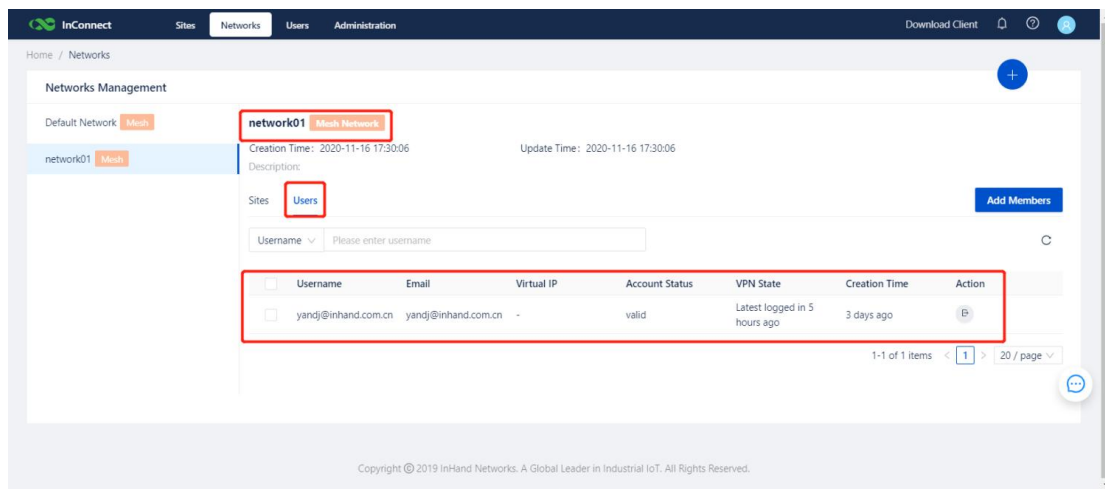 InConnect Sites Networks Users Administration Download Client
Home / Networks
Networks Management
Default Network Mesh
network01 Mesh
network01 Mesh Network
Creation Time: 2020-11-16 17:30:06 Update Time: 2020-11-16 17:30:06
Description:
Sites Users Add Members
Username Please enter username
Username Email Virtual IP Account Status VPN State Creation Time Action
yandj@inhand.com.cn yandj@inhand.com.cn - valid Latest logged in 5 hours ago 3 days ago
1-1 of 1 items < 1 > 20 / page
Copyright © 2019 InHand Networks. A Global Leader in Industrial IoT. All Rights Reserved.